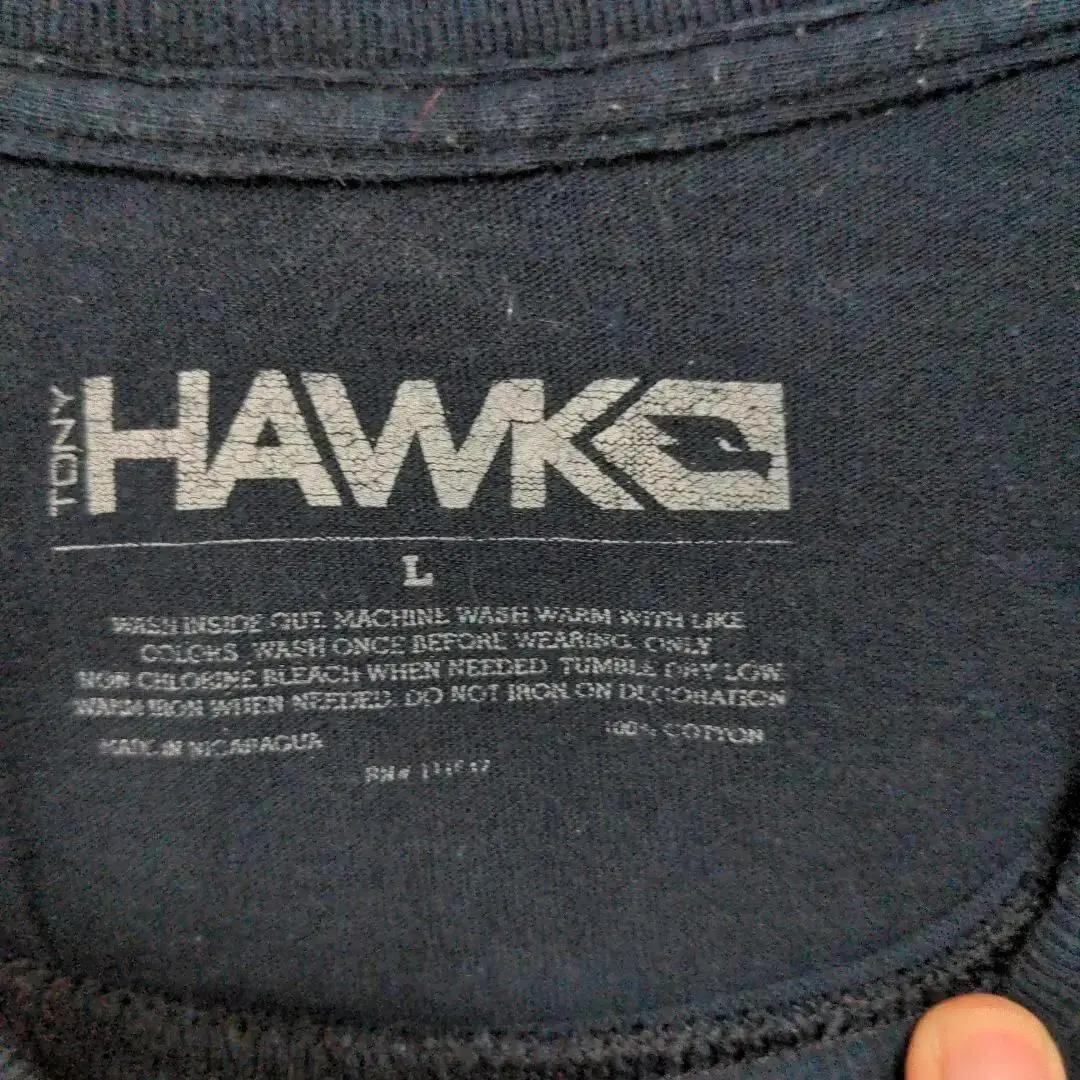 TONY
HAWK
L
WASH INSIDE OUT. MACHINE WASH WARM WITH LIKE
COLORS. WASH ONCE BEFORE WEARING. ONLY
NON CHLORINE BLEACH WHEN NEEDED. TUMBLE DRY LOW.
WARM IRON WHEN NEEDED. DO NOT IRON ON DECORATION
MADE IN NICARAGUA
100% COTTON
RN#